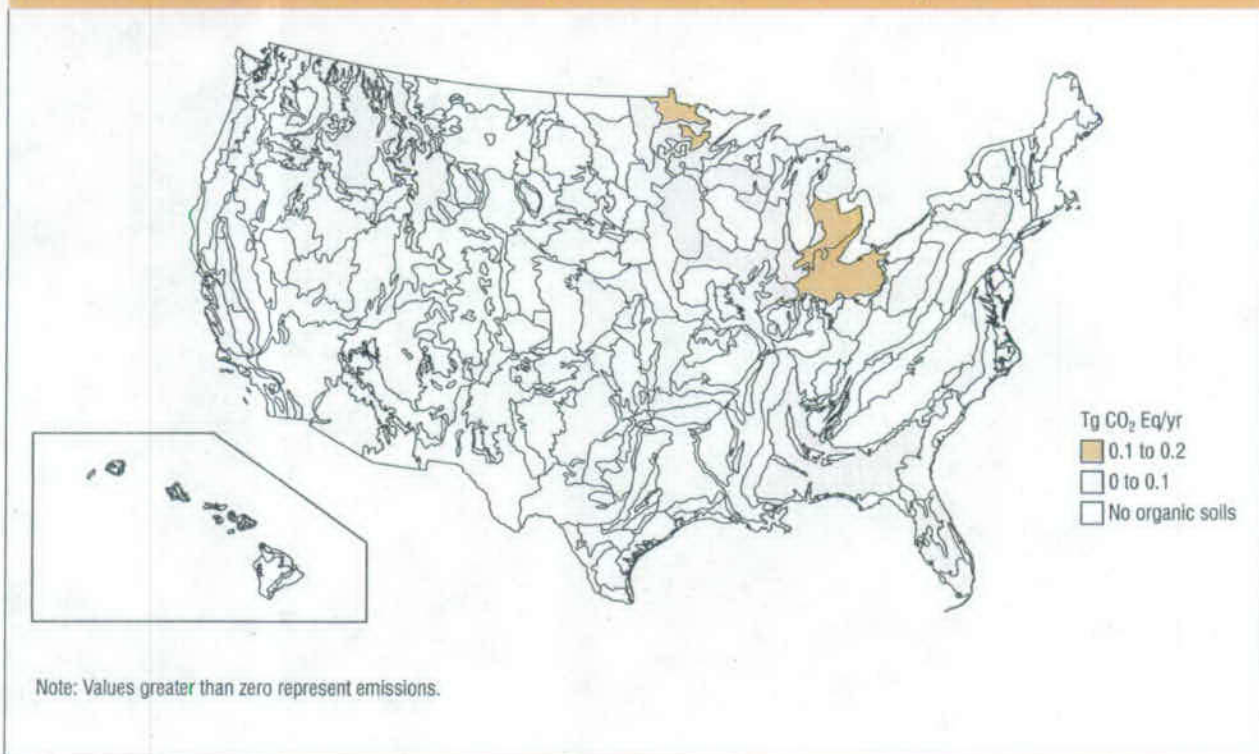 Tg CO₂ Eq/yr
0.1 to 0.2
0 to 0.1
No organic soils
Note: Values greater than zero represent emissions.